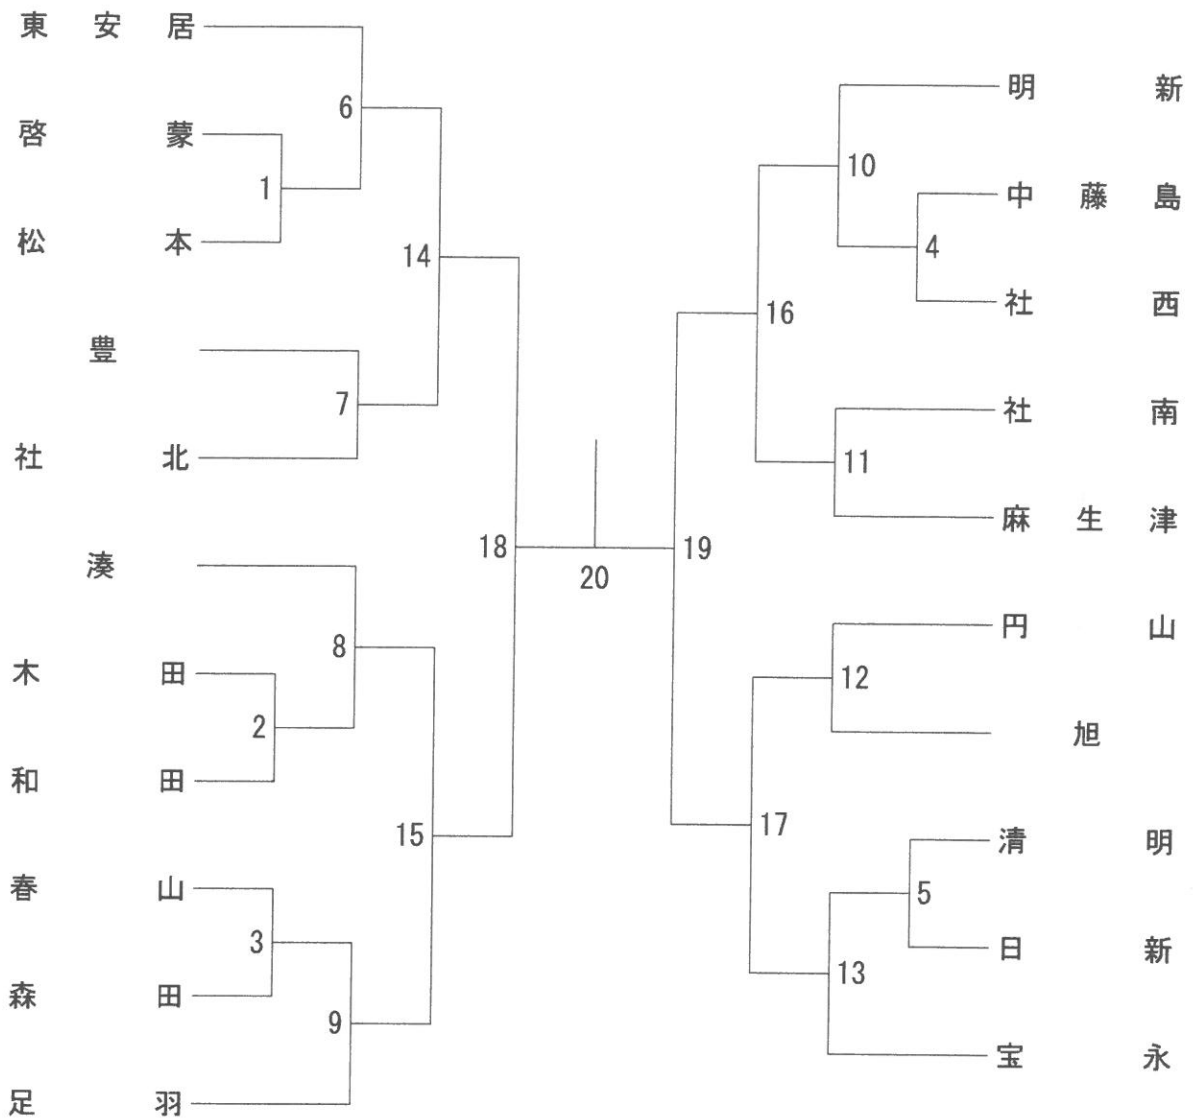 東安居
啓蒙
松本
豊
社北
湊
木田
和田
春山
森田
足羽
6
1
14
7
18
8
2
15
3
9
20
明新
中藤島
社西
社南
麻生津
円山
旭
清明
日新
宝永
10
4
16
11
19
12
17
5
13